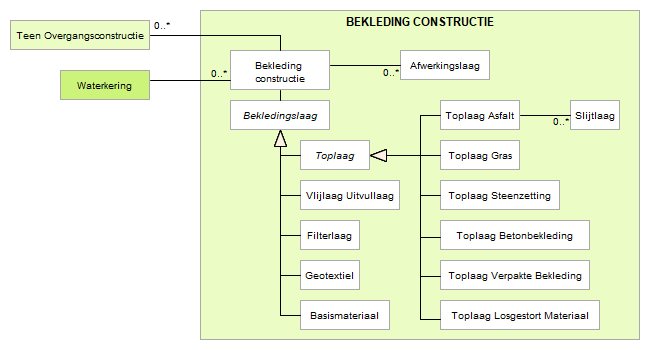 BEKLEDING CONSTRUCTIE
Teen Overgangsconstructie
0..*
Bekleding
constructie
0..*
Afwerkingslaag
0..*
Waterkering
Bekledingslaag
Toplaag Asfalt
0..*
Slijtlaag
Toplaag
Toplaag Gras
Vlijlaag Uitvullaag
Toplaag Steenzetting
Filterlaag
Toplaag Betonbekleding
Geotextiel
Toplaag Verpakte Bekleding
Basismateriaal
Toplaag Losgestort Materiaal